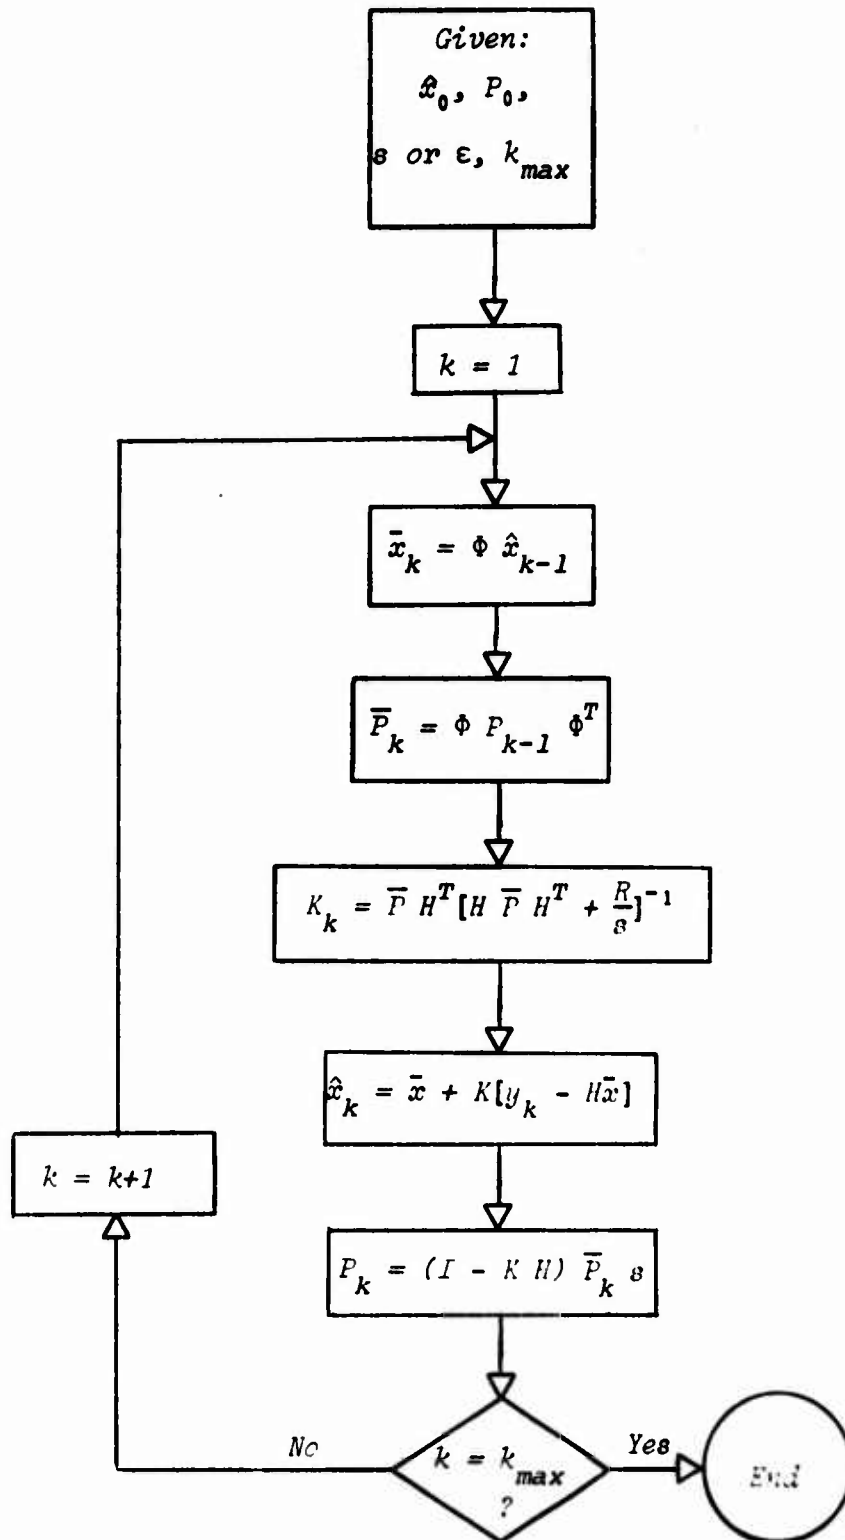 Given:
x̂₀, P₀,
s or ε, k_max
k = 1
x̄_k = Φ x̂_{k-1}
P̄_k = Φ P_{k-1} Φ^T
K_k = P̄ H^T[H P̄ H^T + R/s]^{-1}
x̂_k = x̄ + K[y_k - Hx̄]
k = k+1
P_k = (I - K H) P̄_k s
No
k = k_max
?
Yes
End